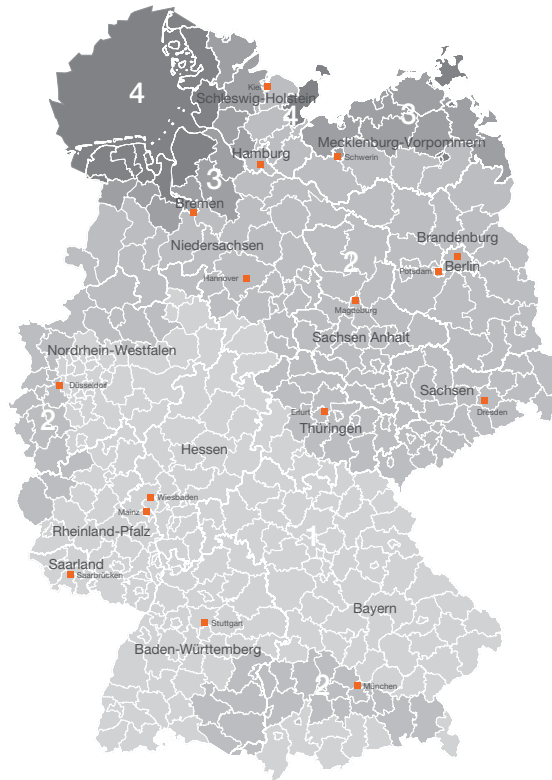 4
Kiel
Schleswig-Holstein
4
3
Mecklenburg-Vorpommern
Hamburg
Schwerin
3
Bremen
2
Niedersachsen
Brandenburg
2
Potsdam
Berlin
Hannover
Magdeburg
Sachsen Anhalt
Nordrhein-Westfalen
Düsseldorf
Sachsen
2
Erfurt
Dresden
Thüringen
Hessen
Wiesbaden
Mainz
Rheinland-Pfalz
1
Saarland
Saarbrücken
Bayern
Stuttgart
Baden-Württemberg
2
München